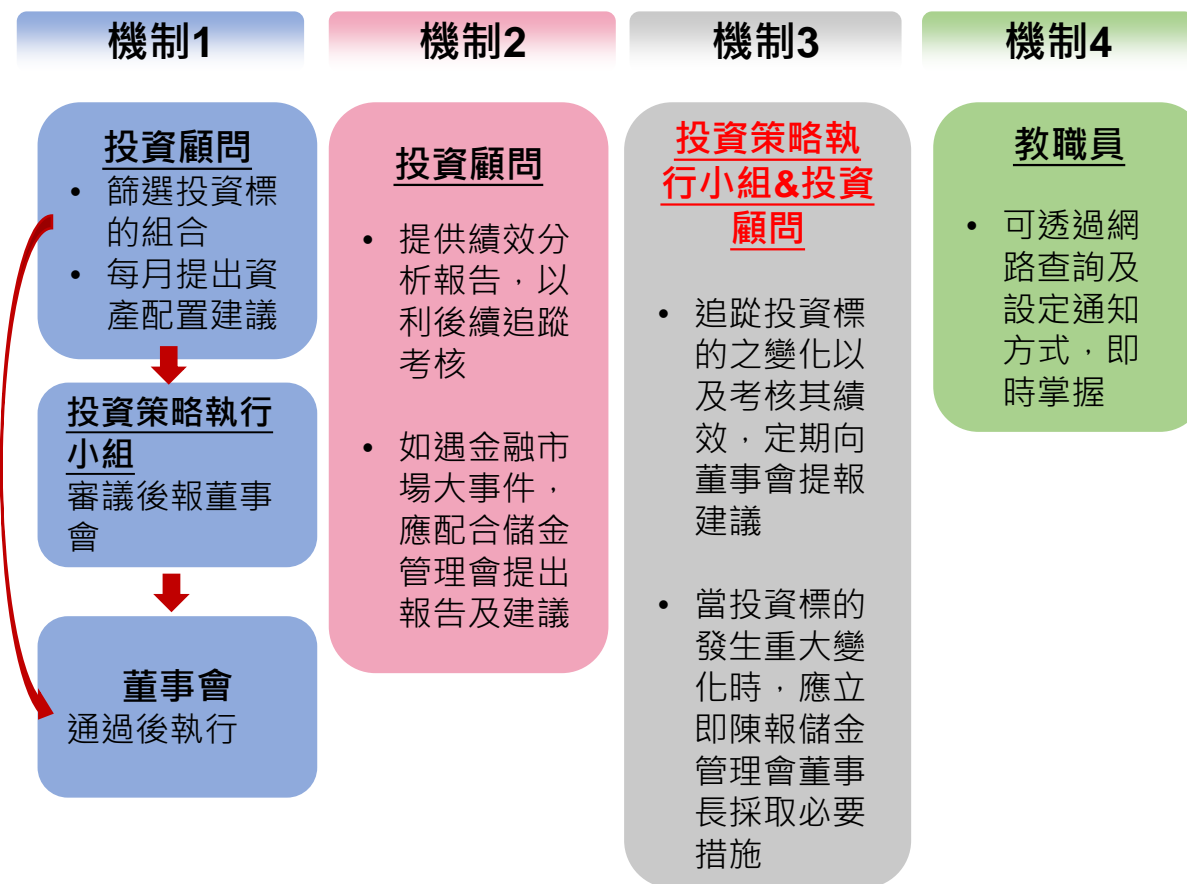 機制1
投資顧問
• 篩選投資標
的組合
• 每月提出資
產配置建議
投資策略執行
小組
審議後報董事
會
董事會
通過後執行
機制2
投資顧問
• 提供績效分
析報告，以
利後續追蹤
考核
• 如遇金融市
場大事件，
應配合儲金
管理會提出
報告及建議
機制3
投資策略執
行小組&投資
顧問
• 追蹤投資標
的之變化以
及考核其績
效，定期向
董事會提報
建議
• 當投資標的
發生重大變
化時，應立
即陳報儲金
管理會董事
長採取必要
措施
機制4
教職員
• 可透過網
路查詢及
設定通知
方式，即
時掌握